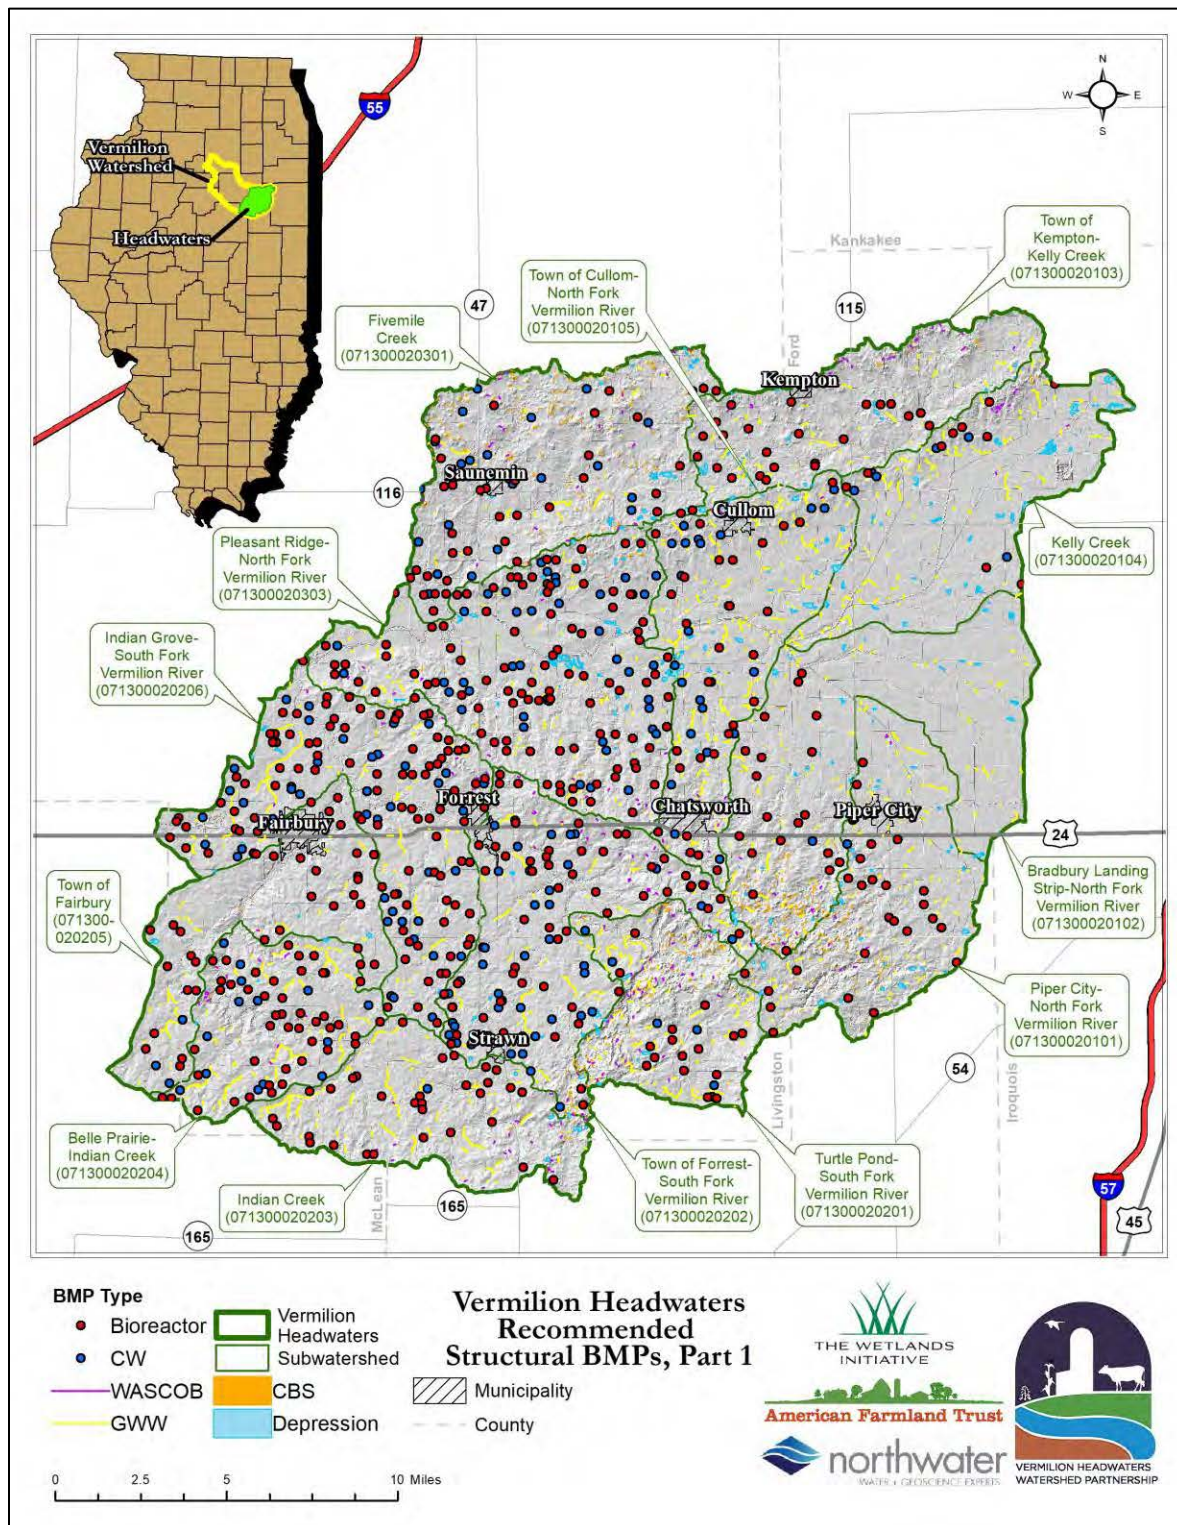 N
W
E
S
55
Vermilion
Watershed
Headwaters
Kankakee
Town of
Kempton-
Kelly Creek
(071300020103)
Town of Cullom-
North Fork
Vermilion River
(071300020105)
47
115
Fivemile
Creek
(071300020301)
Ford
Kempton
Saunemin
116
Cullom
Pleasant Ridge-
North Fork
Vermilion River
(071300020303)
Kelly Creek
(071300020104)
Indian Grove-
South Fork
Vermilion River
(071300020206)
Forrest
Chatsworth
Piper City
Fairbury
24
Town of
Fairbury
(071300-
020205)
Bradbury Landing
Strip-North Fork
Vermilion River
(071300020102)
Piper City-
North Fork
Vermilion River
(071300020101)
Strawn
54
Livingston
Iroquois
Belle Prairie-
Indian Creek
(071300020204)
Town of Forrest-
South Fork
Vermilion River
(071300020202)
Turtle Pond-
South Fork
Vermilion River
(071300020201)
Indian Creek
(071300020203)
McLean
165
165
57
45
BMP Type
Bioreactor
CW
WASCOB
GWW
Vermilion
Headwaters
Subwatershed
CBS
Depression
Vermilion Headwaters
Recommended
Structural BMPs, Part 1
Municipality
County
0 2.5 5 10 Miles
THE WETLANDS
INITIATIVE
American Farmland Trust
northwater
WATER + GEOSCIENCE EXPERTS
VERMILION HEADWATERS
WATERSHED PARTNERSHIP